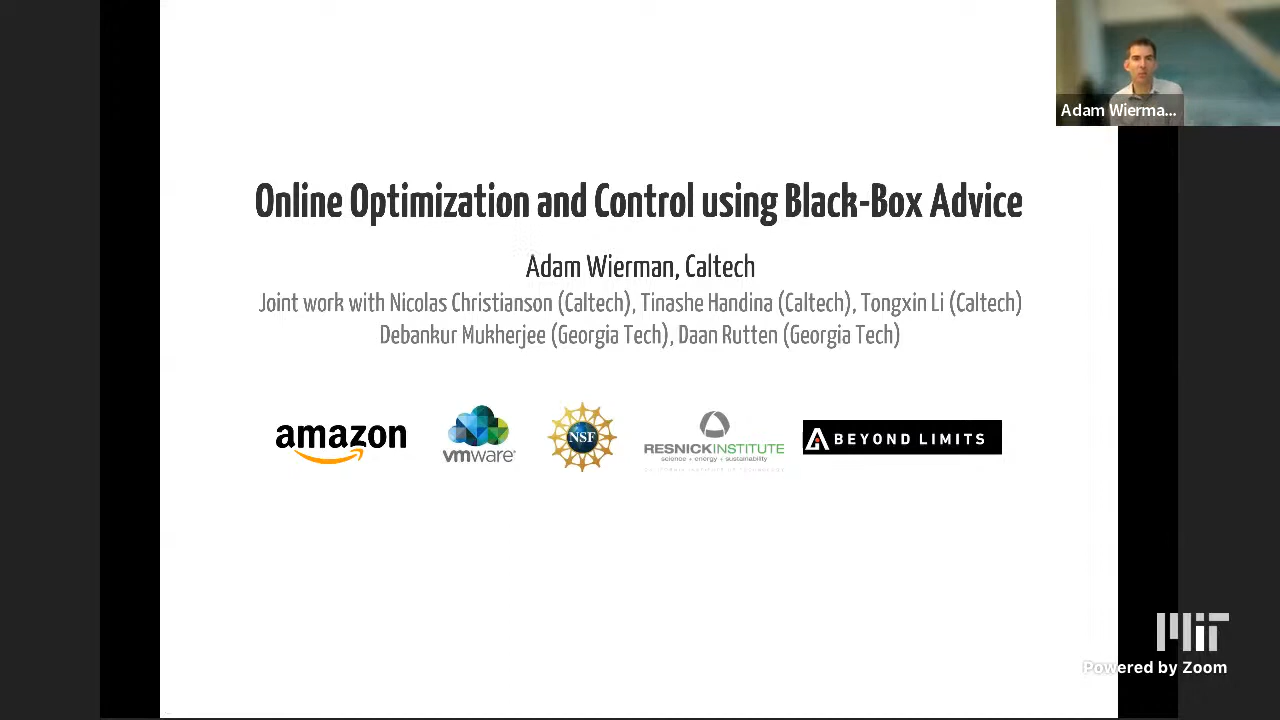 Adam Wierma...
Online Optimization and Control using Black-Box Advice
Adam Wierman, Caltech
Joint work with Nicolas Christianson (Caltech), Tinashe Handina (Caltech), Tongxin Li (Caltech)
Debankur Mukherjee (Georgia Tech), Daan Rutten (Georgia Tech)
amazon
vmware®
NSF
RESNICK INSTITUTE
science + energy + sustainability
BEYOND LIMITS
MIT
Powered by Zoom